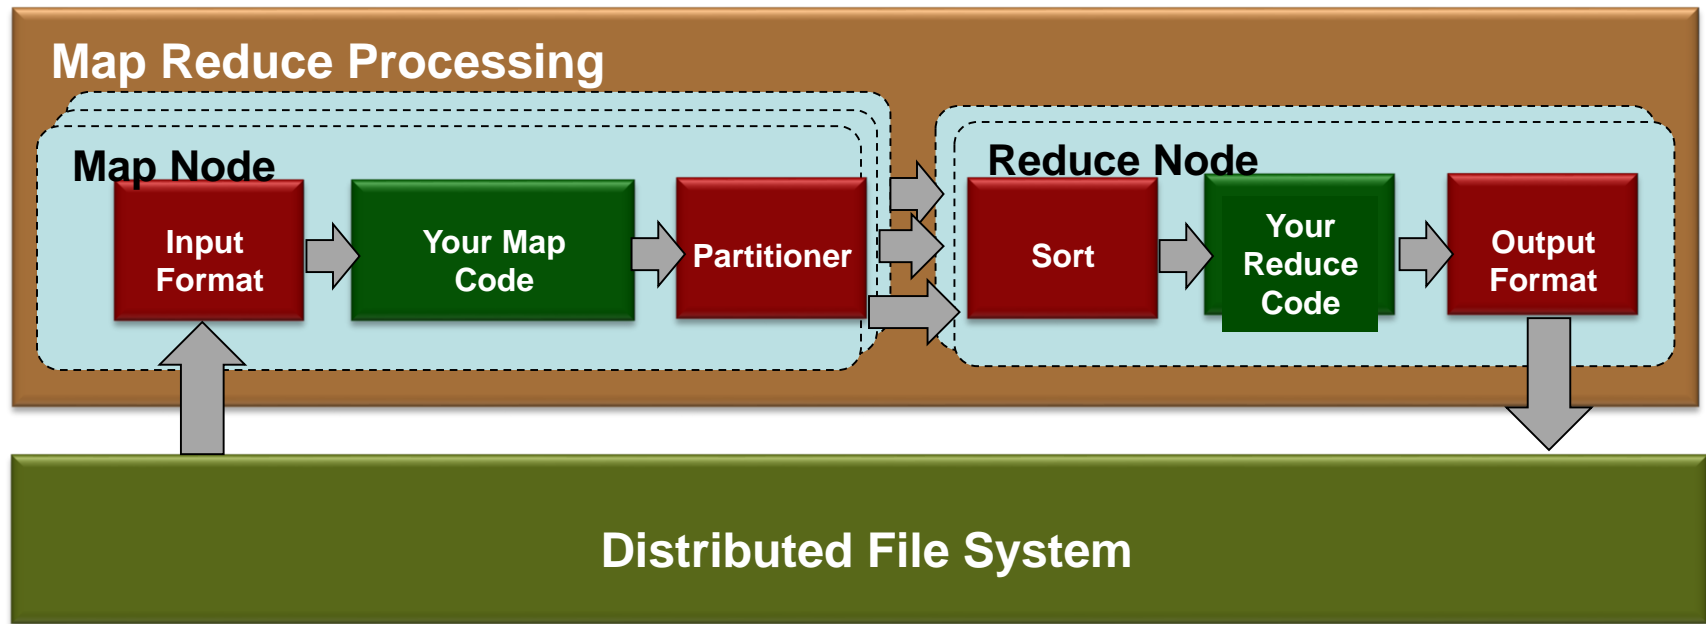 Map Reduce Processing
Map Node
Input
Format
Your Map
Code
Partitioner
Reduce Node
Sort
Your
Reduce
Code
Output
Format
Distributed File System